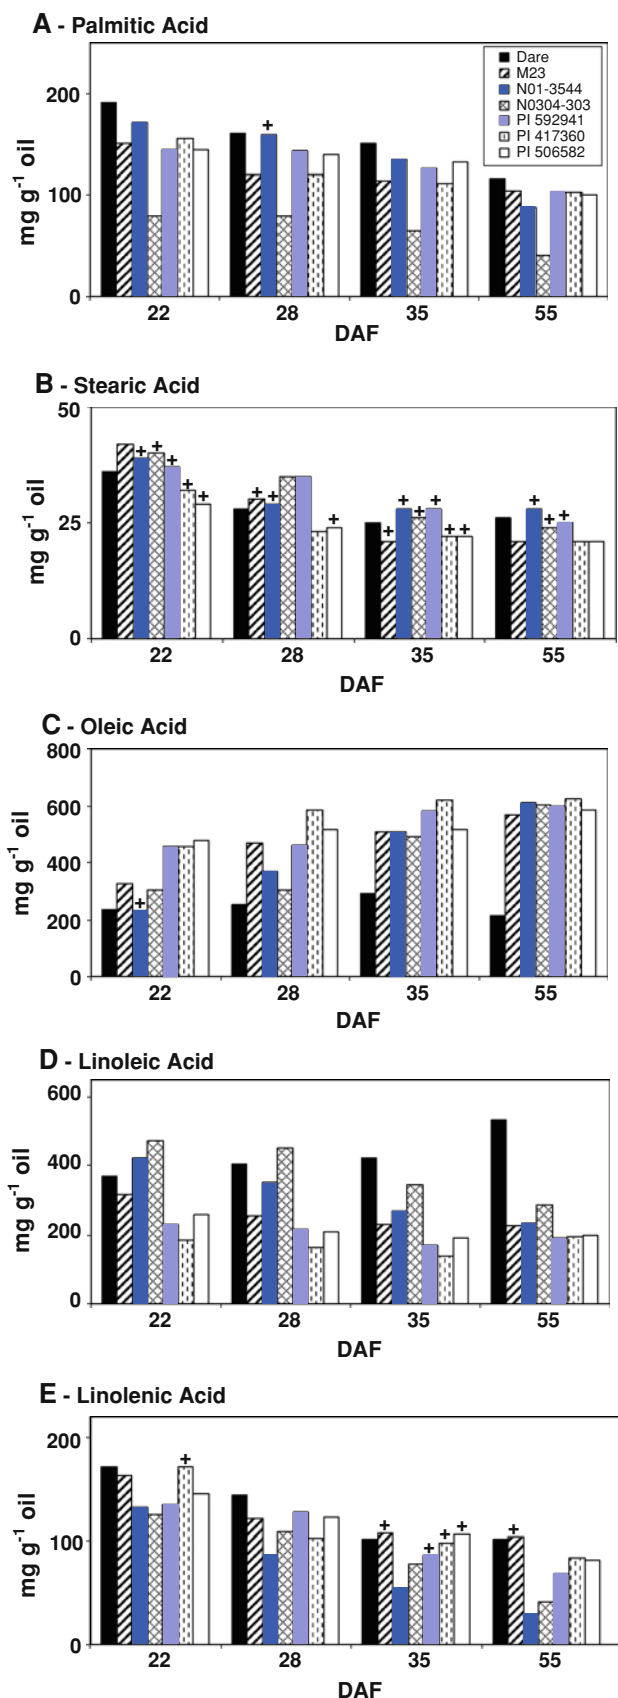 A - Palmitic Acid
Dare
M23
N01-3544
N0304-303
PI 592941
PI 417360
PI 506582
mg g-1 oil
200
100
0
+
22 28 35 55
DAF
B - Stearic Acid
mg g-1 oil
50
25
0
+ + + + + + + + + + + + + + + +
22 28 35 55
DAF
C - Oleic Acid
mg g-1 oil
800
600
400
200
0
+
22 28 35 55
DAF
D - Linoleic Acid
mg g-1 oil
600
400
200
0
22 28 35 55
DAF
E - Linolenic Acid
mg g-1 oil
200
100
0
+ + + + + +
22 28 35 55
DAF